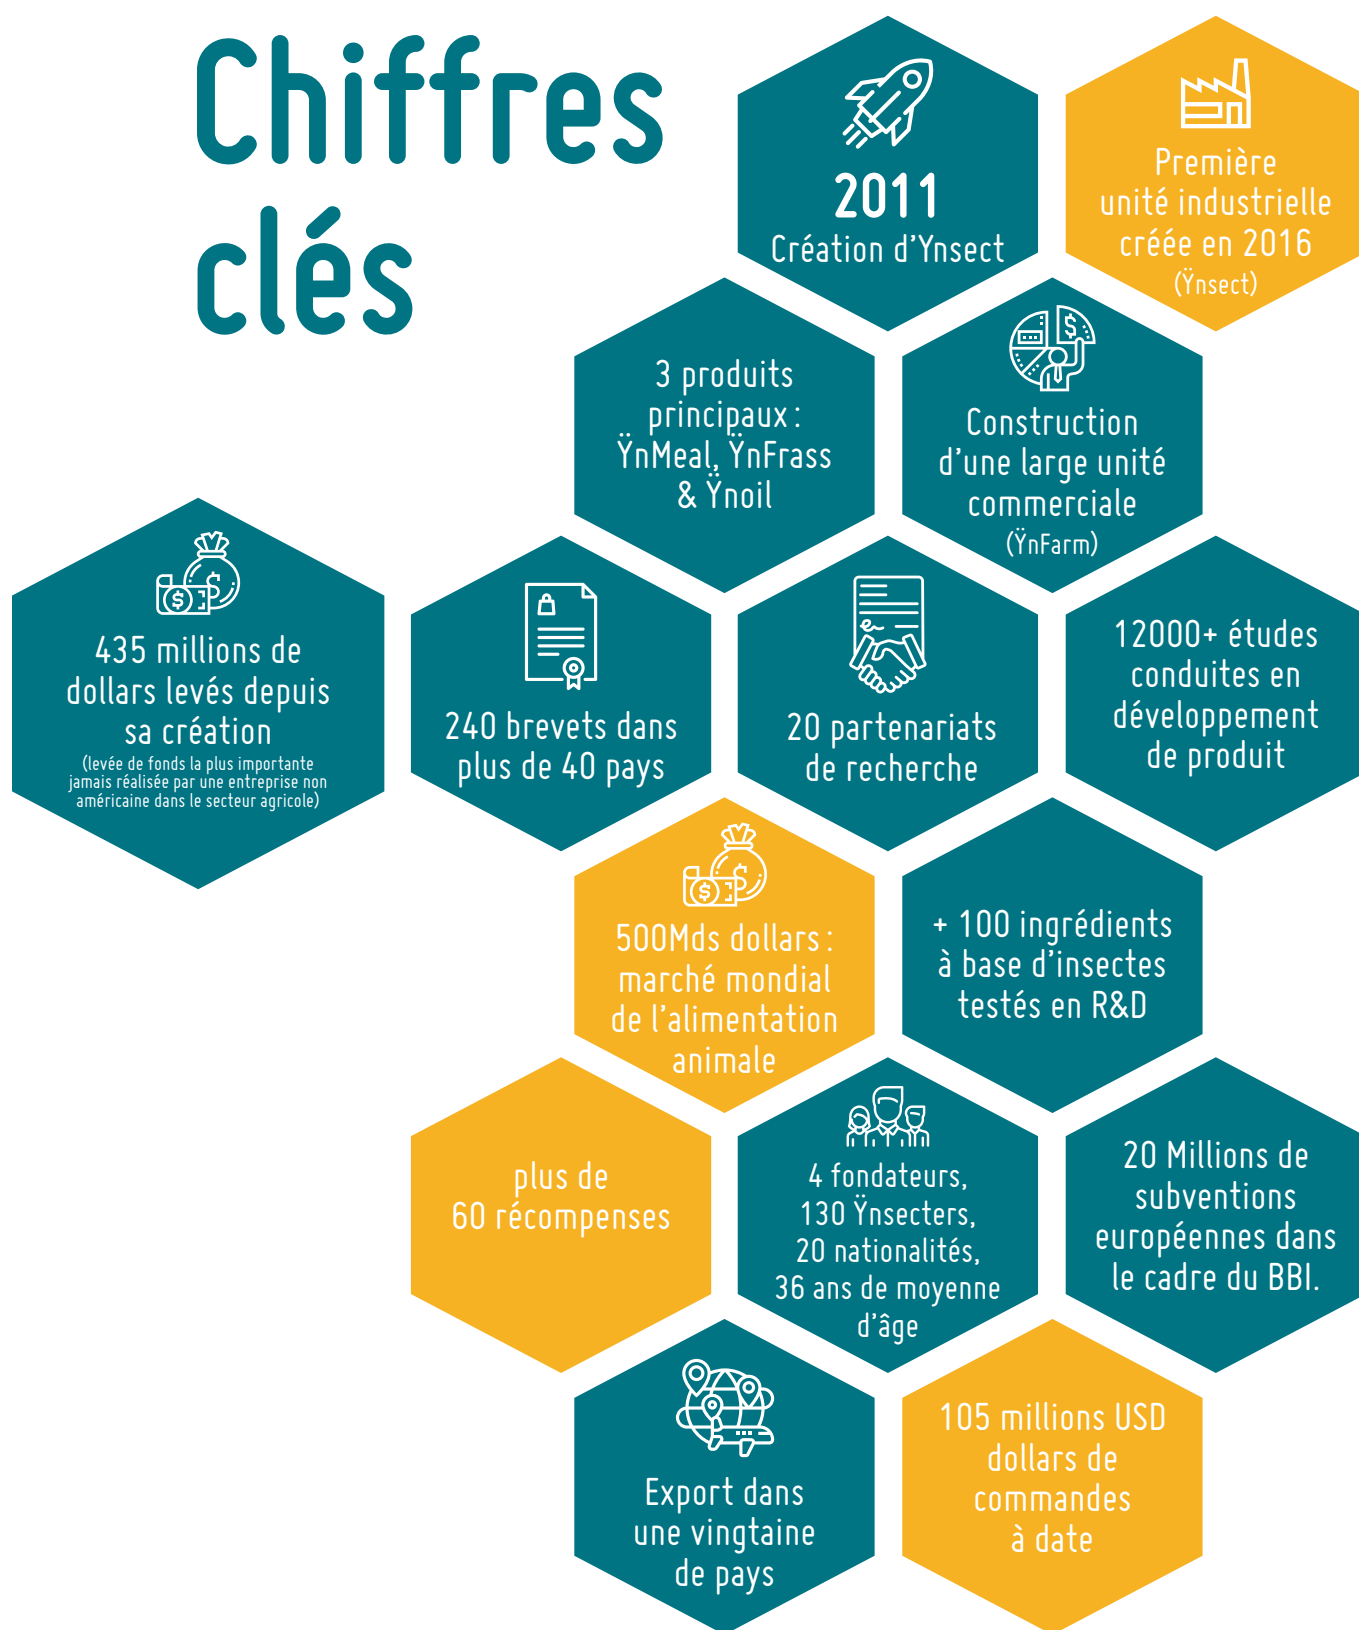 Chiffres
clés
2011
Création d'Ynsect
Première
unité industrielle
créée en 2016
(Ÿnsect)
3 produits
principaux :
ŸnMeal, ŸnFrass
& Ÿnoil
Construction
d'une large unité
commerciale
(ŸnFarm)
435 millions de
dollars levés depuis
sa création
(levée de fonds la plus importante
jamais réalisée par une entreprise non
américaine dans le secteur agricole)
240 brevets dans
plus de 40 pays
20 partenariats
de recherche
12000+ études
conduites en
développement
de produit
500Mds dollars :
marché mondial
de l'alimentation
animale
+ 100 ingrédients
à base d'insectes
testés en R&D
plus de
60 récompenses
4 fondateurs,
130 Ÿnsecters,
20 nationalités,
36 ans de moyenne
d'âge
20 Millions de
subventions
européennes dans
le cadre du BBI.
Export dans
une vingtaine
de pays
105 millions USD
dollars de
commandes
à date